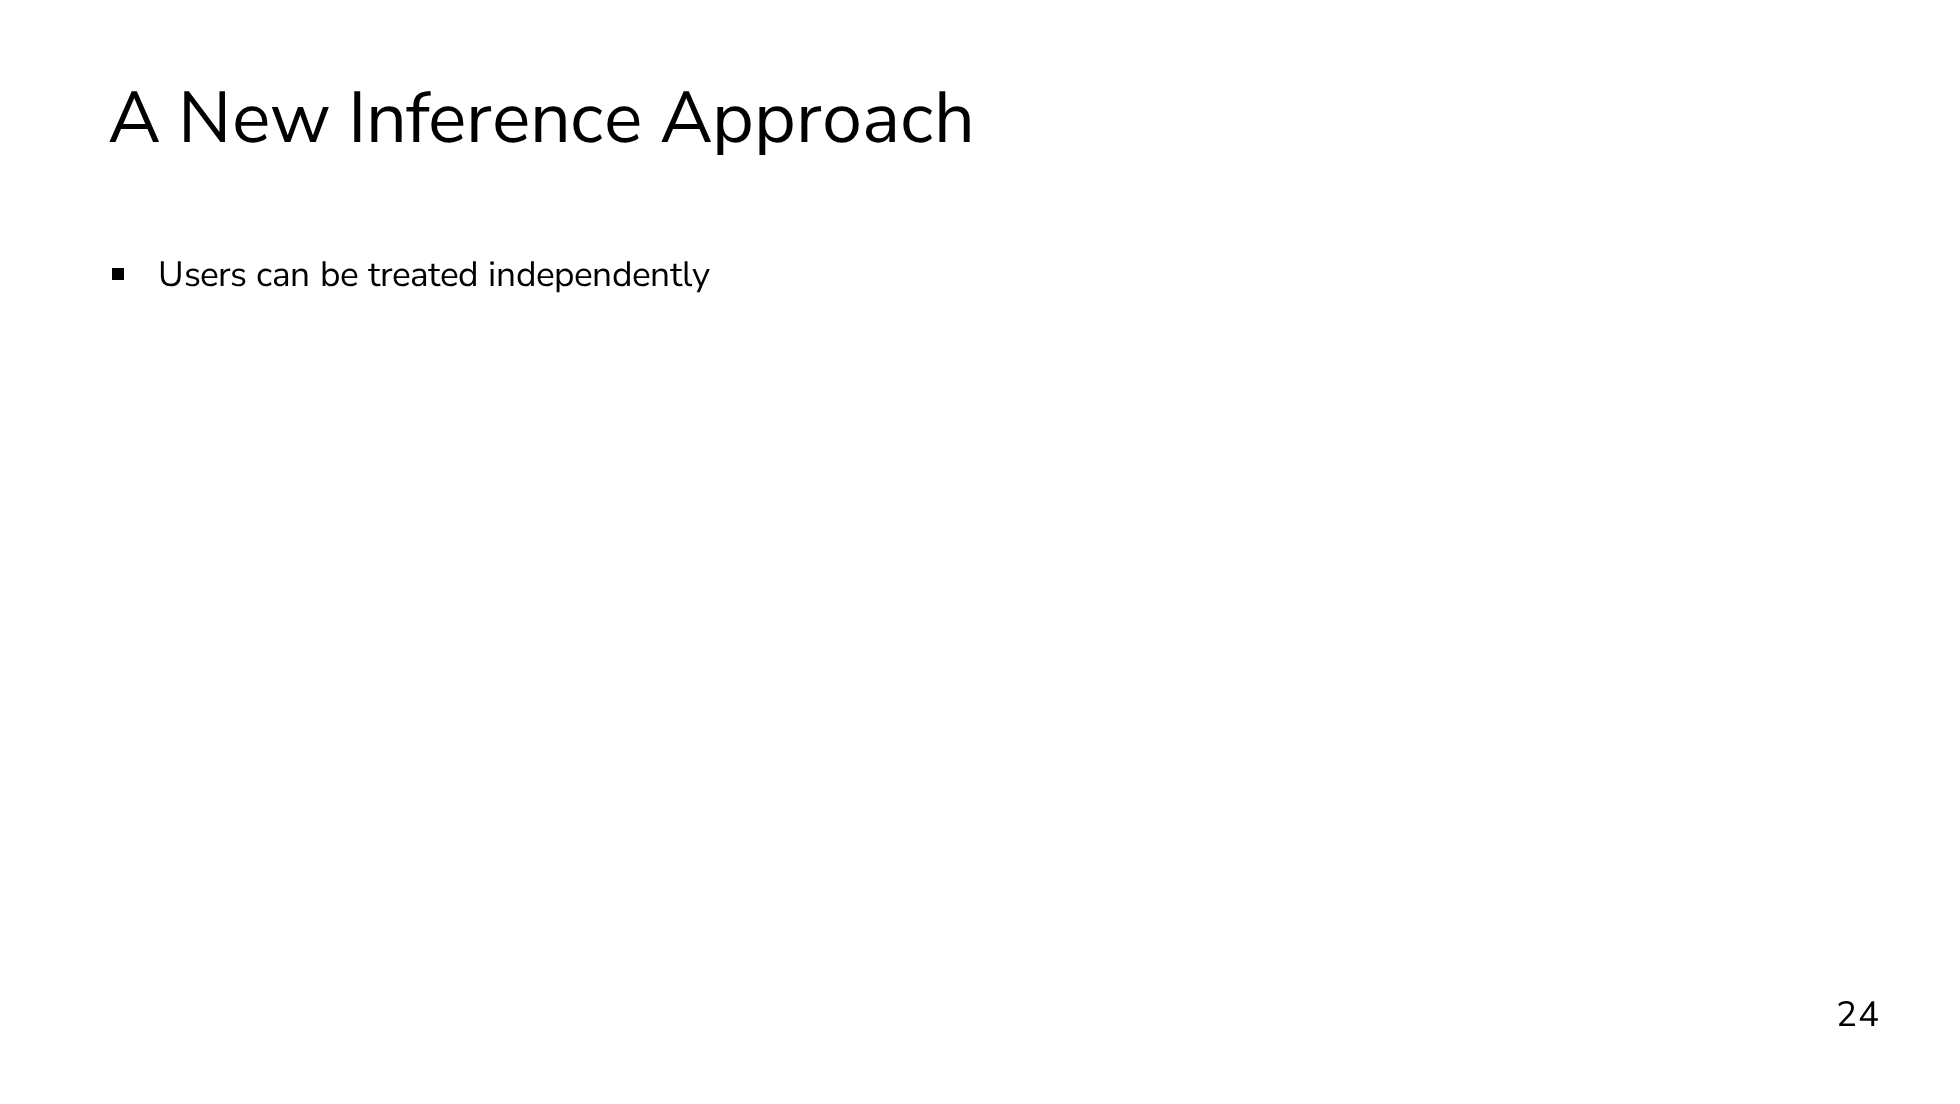 A New Inference Approach
▪ Users can be treated independently
24